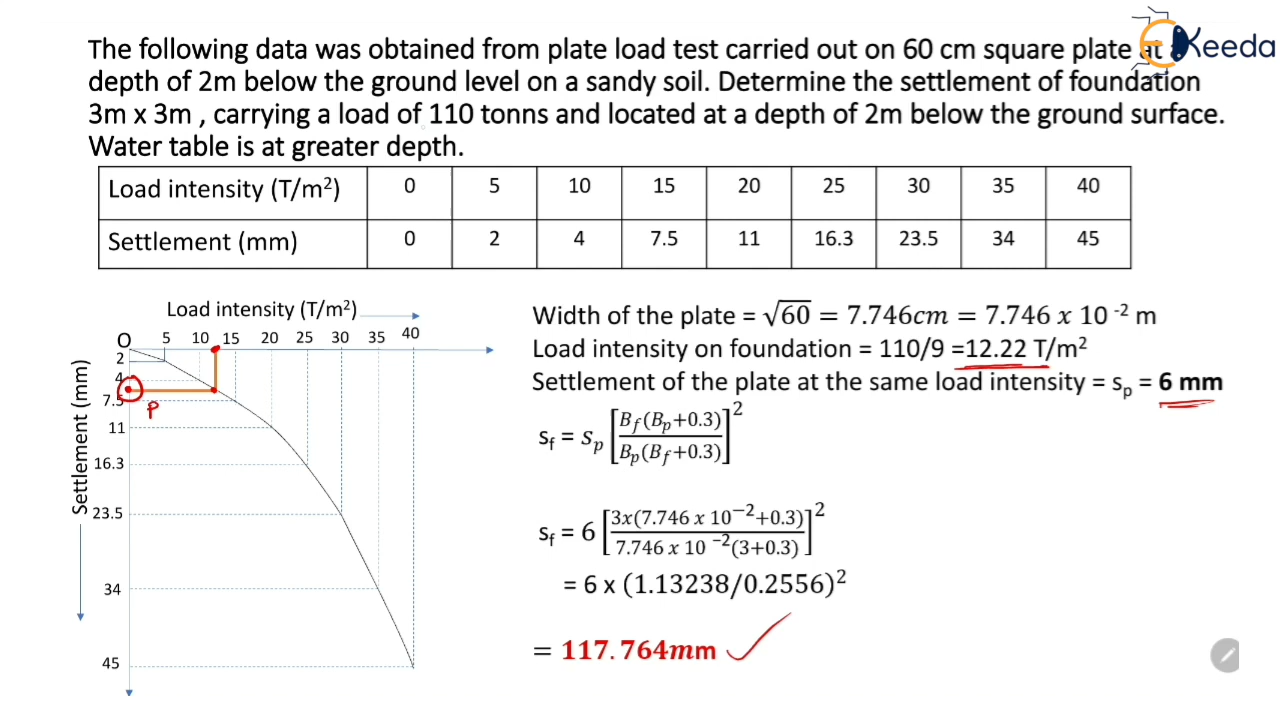 The following data was obtained from plate load test carried out on 60 cm square plate at a
depth of 2m below the ground level on a sandy soil. Determine the settlement of foundation
3m x 3m , carrying a load of 110 tonns and located at a depth of 2m below the ground surface.
Water table is at greater depth.
Keeda
Load intensity (T/m²) 0 5 10 15 20 25 30 35 40
Settlement (mm) 0 2 4 7.5 11 16.3 23.5 34 45
Load intensity (T/m²)
O 5 10 15 20 25 30 35 40
Settlement (mm)
2
4
7.5
11
16.3
23.5
34
45
P
Width of the plate = √60 = 7.746cm = 7.746 x 10 ⁻² m
Load intensity on foundation = 110/9 =12.22 T/m²
Settlement of the plate at the same load intensity = sₚ = 6 mm
s_f = s_p [B_f(B_p+0.3)/B_p(B_f+0.3)]²
s_f = 6 [3x(7.746 x 10⁻²+0.3)/7.746 x 10 ⁻²(3+0.3)]²
= 6 x (1.13238/0.2556)²
= 117.764mm